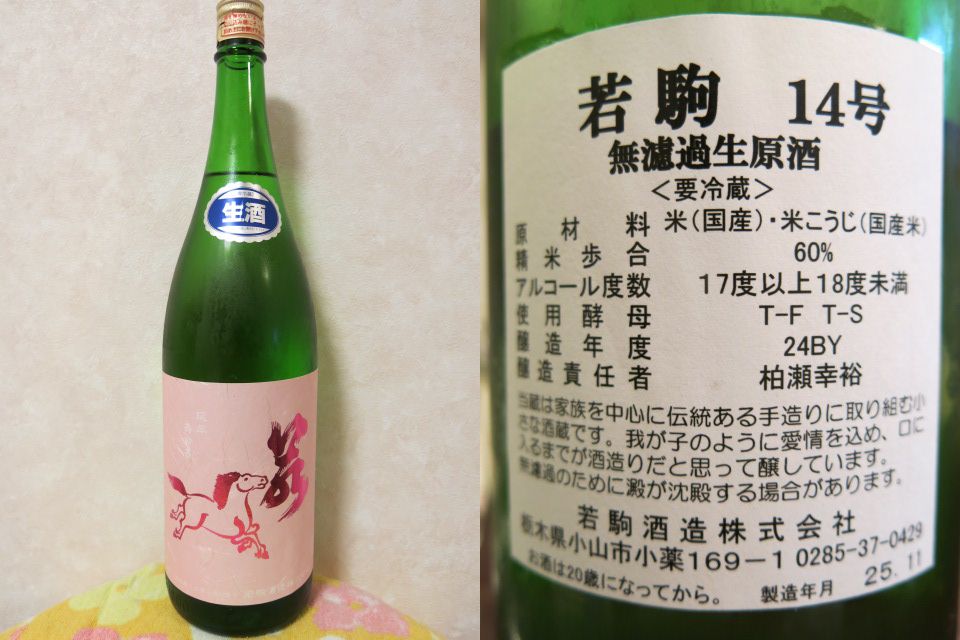 生酒
若駒 14号
無濾過生原酒
<要冷蔵>
原材料 米(国産)・米こうじ(国産米)
精米歩合 60%
アルコール度数 17度以上18度未満
使用酵母 T-F T-S
醸造年度 24BY
醸造責任者 柏瀬幸裕
当蔵は家族を中心に伝統ある手造りに取り組む小
さな酒蔵です。我が子のように愛情を込め、口に
入るまでが酒造りだと思って醸しています。
無濾過のために澱が沈殿する場合があります。
若駒酒造株式会社
栃木県小山市小薬169-1 0285-37-0429
お酒は20歳になってから。 製造年月 25.11